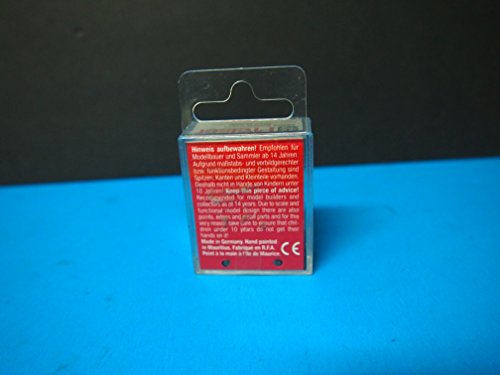 Hinweis aufbewahren! Empfohlen für
Modellbauer und Sammler ab 14 Jahren.
Aufgrund maßstabs- und vorbildgerechter
bzw. funktionsbedingter Gestaltung sind
Spitzen, Kanten und Kleinteile vorhanden.
Deshalb nicht in Hände von Kindern unter
10 Jahren! Keep this piece of advice!
Recommended for model builders and
collectors as of 14 years. Due to scale and
functional model design there are also
points, edges and small parts and for this
very reason take care to ensure that chil-
dren under 10 years do not get their
hands on it!
Made in Germany. Hand painted
in Mauritius. Fabriqué en R.F.A.
Peint à la main à l'Ile de Maurice.
CE